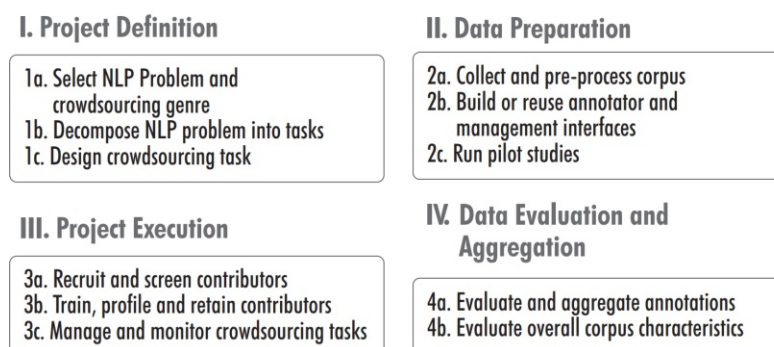 I. Project Definition
1a. Select NLP Problem and
crowdsourcing genre
1b. Decompose NLP problem into tasks
1c. Design crowdsourcing task
II. Data Preparation
2a. Collect and pre-process corpus
2b. Build or reuse annotator and
management interfaces
2c. Run pilot studies
III. Project Execution
3a. Recruit and screen contributors
3b. Train, profile and retain contributors
3c. Manage and monitor crowdsourcing tasks
IV. Data Evaluation and
Aggregation
4a. Evaluate and aggregate annotations
4b. Evaluate overall corpus characteristics